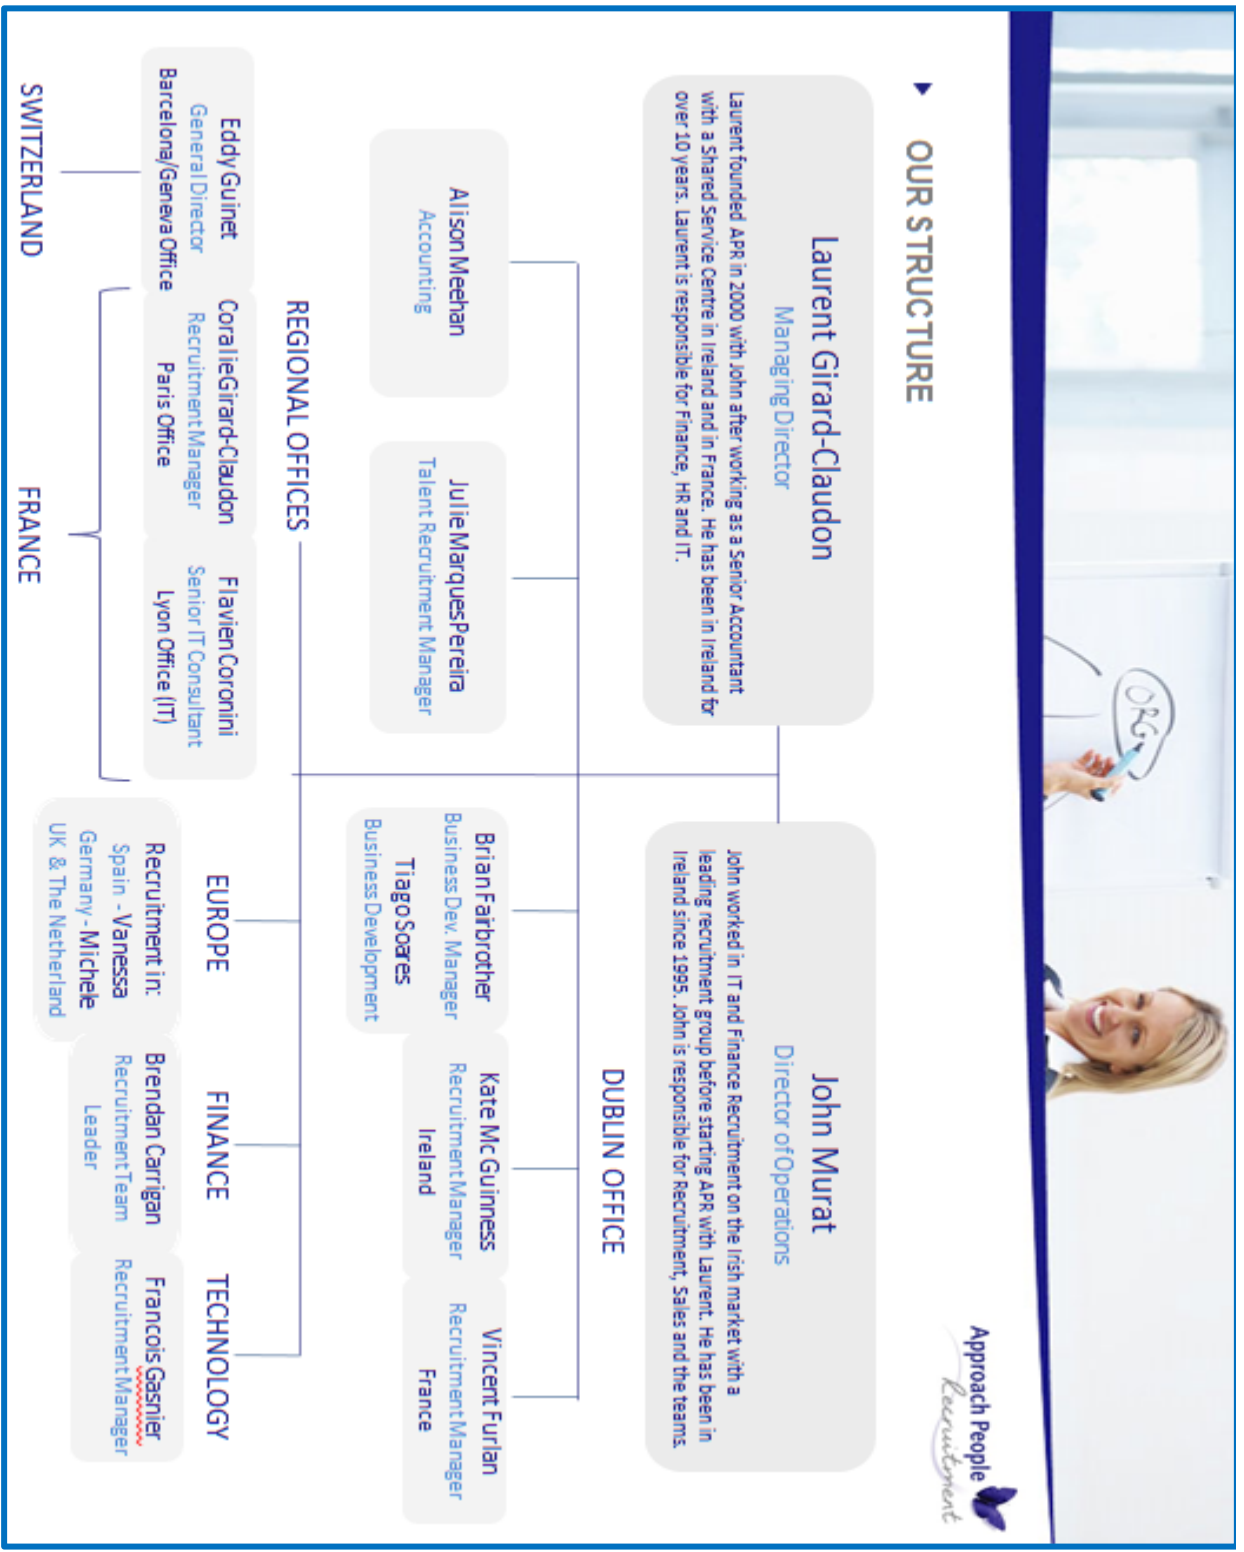 ORG
▸ OUR STRUCTURE
Approach People
Recruitment
Laurent Girard-Claudon
Managing Director
Laurent founded APR in 2000 with John after working as a Senior Accountant
with a Shared Service Centre in Ireland and in France. He has been in Ireland for
over 10 years. Laurent is responsible for Finance, HR and IT.
John Murat
Director of Operations
John worked in IT and Finance Recruitment on the Irish market with a
leading recruitment group before starting APR with Laurent. He has been in
Ireland since 1995. John is responsible for Recruitment, Sales and the teams.
DUBLIN OFFICE
Alison Meehan
Accounting
Julie Marques Pereira
Talent Recruitment Manager
Brian Fairbrother
Business Dev. Manager
Tiago Soares
Business Development
Kate Mc Guinness
Recruitment Manager
Ireland
Vincent Furlan
Recruitment Manager
France
REGIONAL OFFICES
Eddy Guinet
General Director
Barcelona/Geneva Office
Coralie Girard-Claudon
Recruitment Manager
Paris Office
Flavien Coronini
Senior IT Consultant
Lyon Office (IT)
SWITZERLAND
FRANCE
EUROPE
Recruitment in:
Spain - Vanessa
Germany - Michele
UK & The Netherland
FINANCE
Brendan Carrigan
Recruitment Team
Leader
TECHNOLOGY
Francois Gasnier
Recruitment Manager